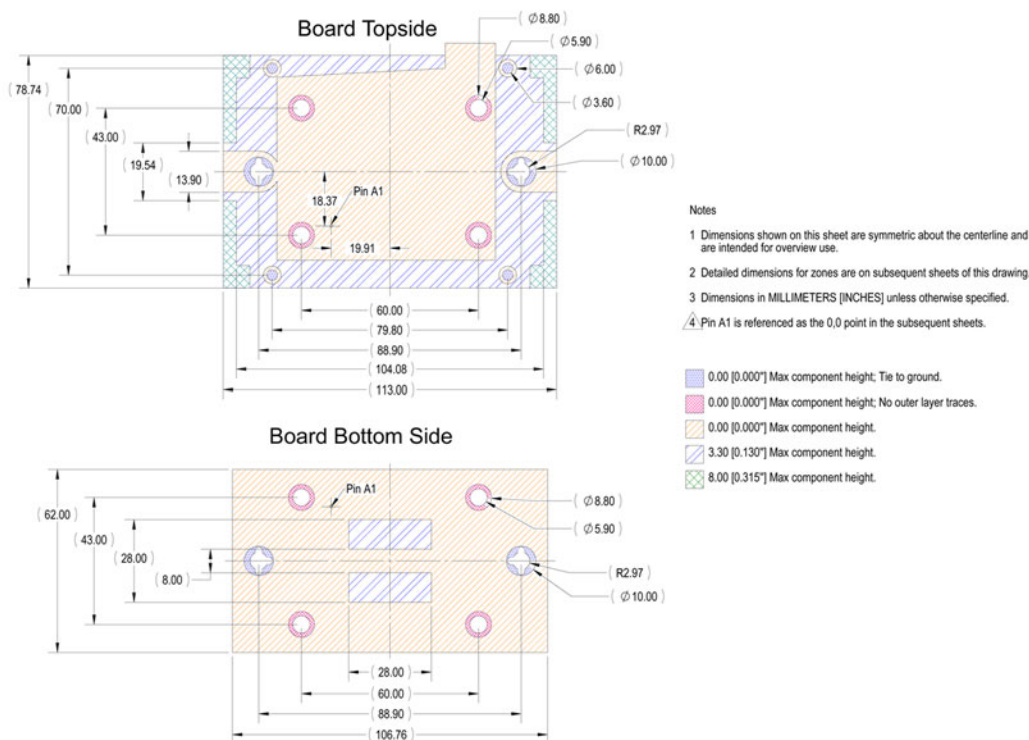 Board Topside
( Ø8.80 )
( Ø5.90 )
( Ø6.00 )
( Ø3.60 )
( R2.97 )
( Ø10.00 )
( 78.74 )
( 70.00 )
( 43.00 )
( 19.54 )
( 13.90 )
18.37
Pin A1
19.91
( 60.00 )
( 79.80 )
( 88.90 )
( 104.08 )
( 113.00 )
Board Bottom Side
Pin A1
( 62.00 )
( 43.00 )
( 28.00 )
( 8.00 )
( Ø8.80 )
( Ø5.90 )
( R2.97 )
( Ø10.00 )
( 28.00 )
( 60.00 )
( 88.90 )
( 106.76 )
Notes
1 Dimensions shown on this sheet are symmetric about the centerline and
are intended for overview use.
2 Detailed dimensions for zones are on subsequent sheets of this drawing.
3 Dimensions in MILLIMETERS [INCHES] unless otherwise specified.
4 Pin A1 is referenced as the 0,0 point in the subsequent sheets.
0.00 [0.000"] Max component height; Tie to ground.
0.00 [0.000"] Max component height; No outer layer traces.
0.00 [0.000"] Max component height.
3.30 [0.130"] Max component height.
8.00 [0.315"] Max component height.